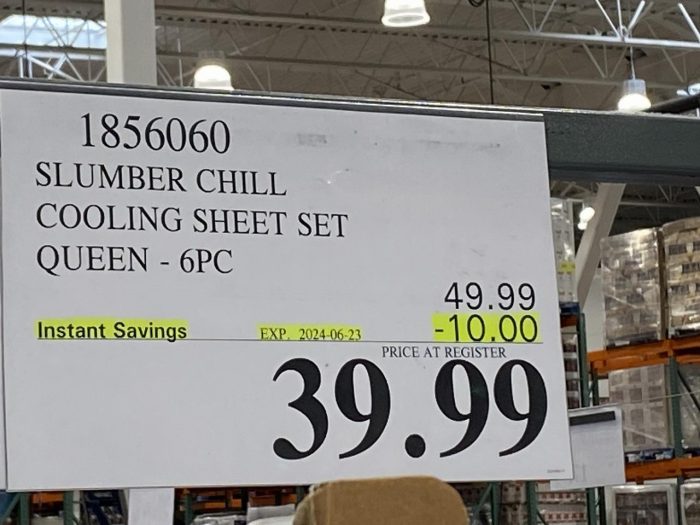 1856060
SLUMBER CHILL
COOLING SHEET SET
QUEEN - 6PC
49.99
Instant Savings EXP. 2024-06-23 -10.00
PRICE AT REGISTER
39.99